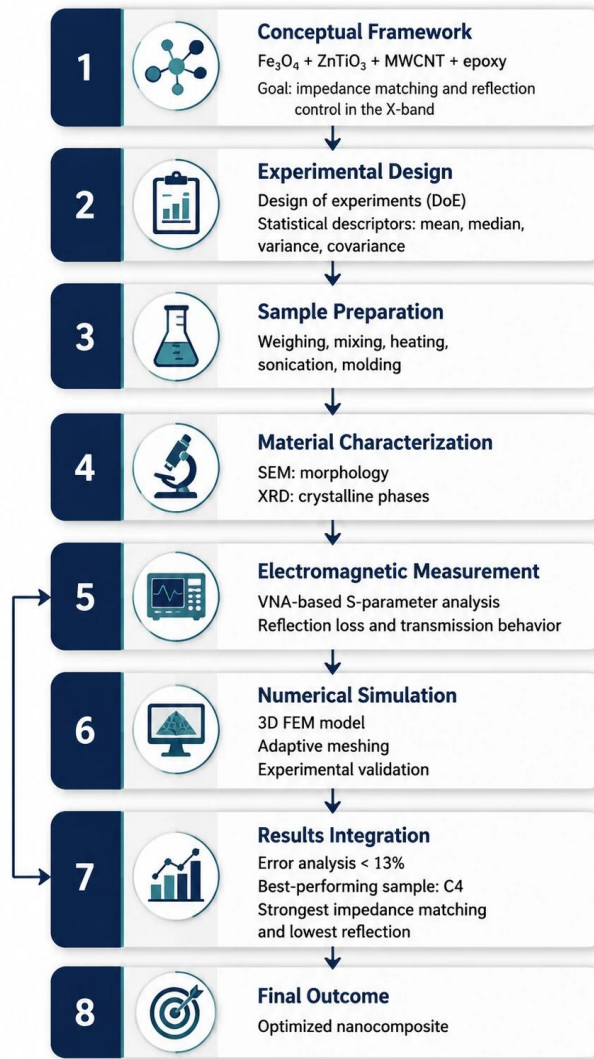 1
Conceptual Framework
Fe₃O₄ + ZnTiO₃ + MWCNT + epoxy
Goal: impedance matching and reflection
control in the X-band
2
Experimental Design
Design of experiments (DoE)
Statistical descriptors: mean, median,
variance, covariance
3
Sample Preparation
Weighing, mixing, heating,
sonication, molding
4
Material Characterization
SEM: morphology
XRD: crystalline phases
5
Electromagnetic Measurement
VNA-based S-parameter analysis
Reflection loss and transmission behavior
6
Numerical Simulation
3D FEM model
Adaptive meshing
Experimental validation
7
Results Integration
Error analysis < 13%
Best-performing sample: C4
Strongest impedance matching
and lowest reflection
8
Final Outcome
Optimized nanocomposite